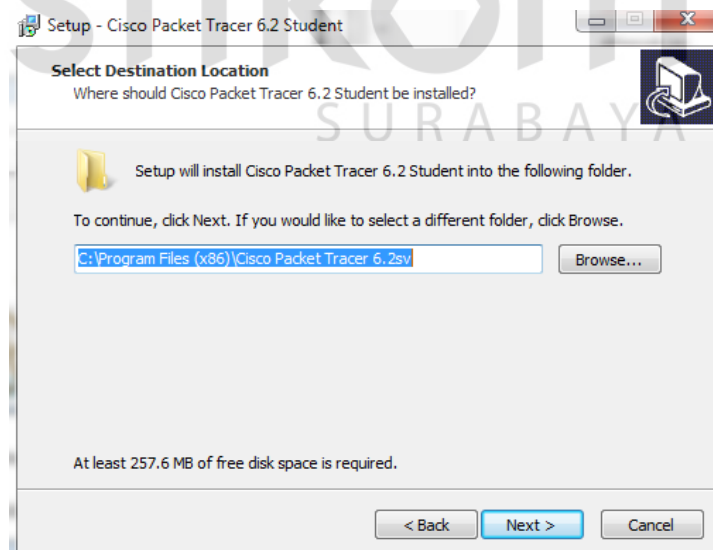 Setup - Cisco Packet Tracer 6.2 Student
Select Destination Location
Where should Cisco Packet Tracer 6.2 Student be installed?
SURABAYA
Setup will install Cisco Packet Tracer 6.2 Student into the following folder.
To continue, click Next. If you would like to select a different folder, click Browse.
C:\Program Files (x86)\Cisco Packet Tracer 6.2sv
Browse...
At least 257.6 MB of free disk space is required.
< Back
Next >
Cancel